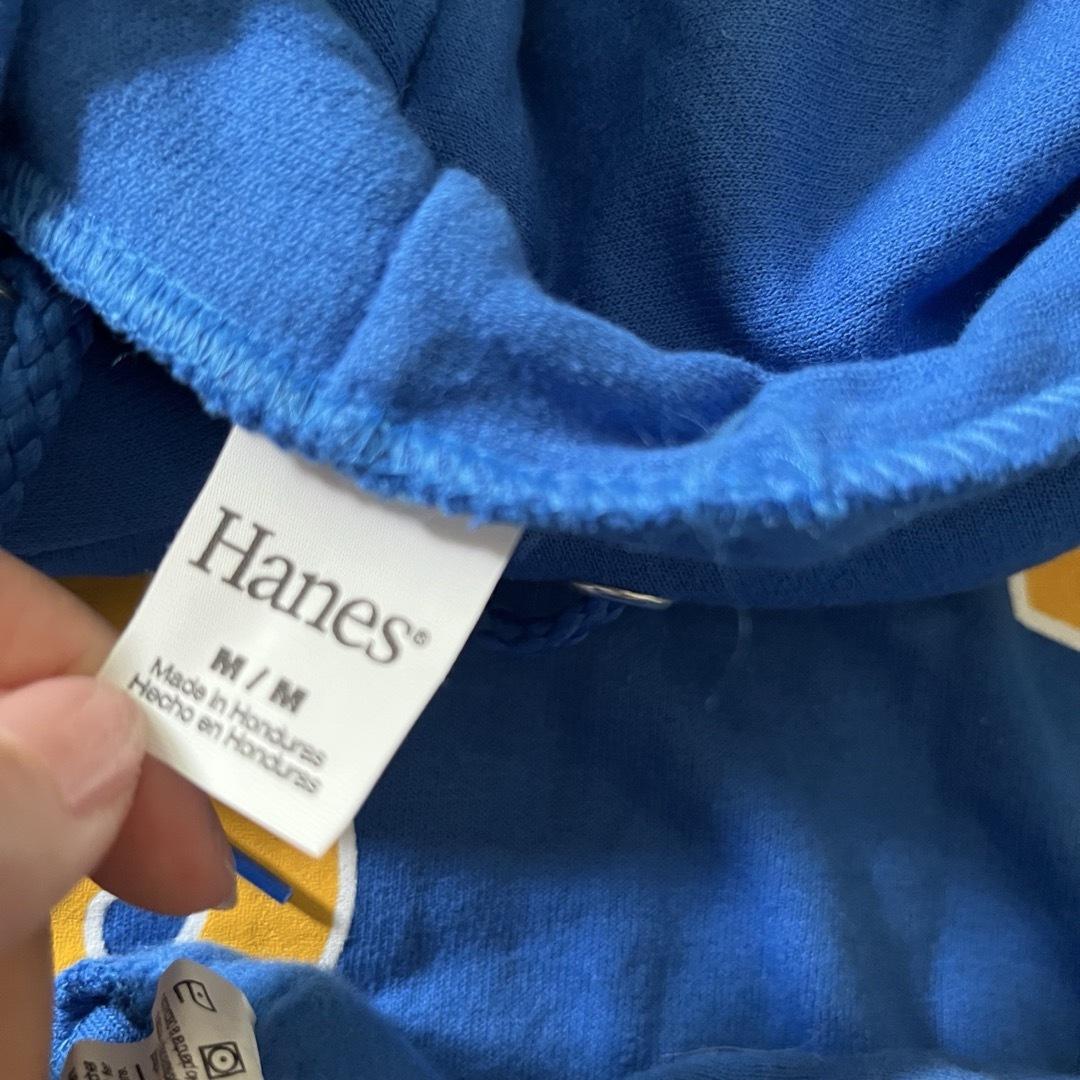 Hanes®
M / M
Made in Honduras
Hecho en Honduras